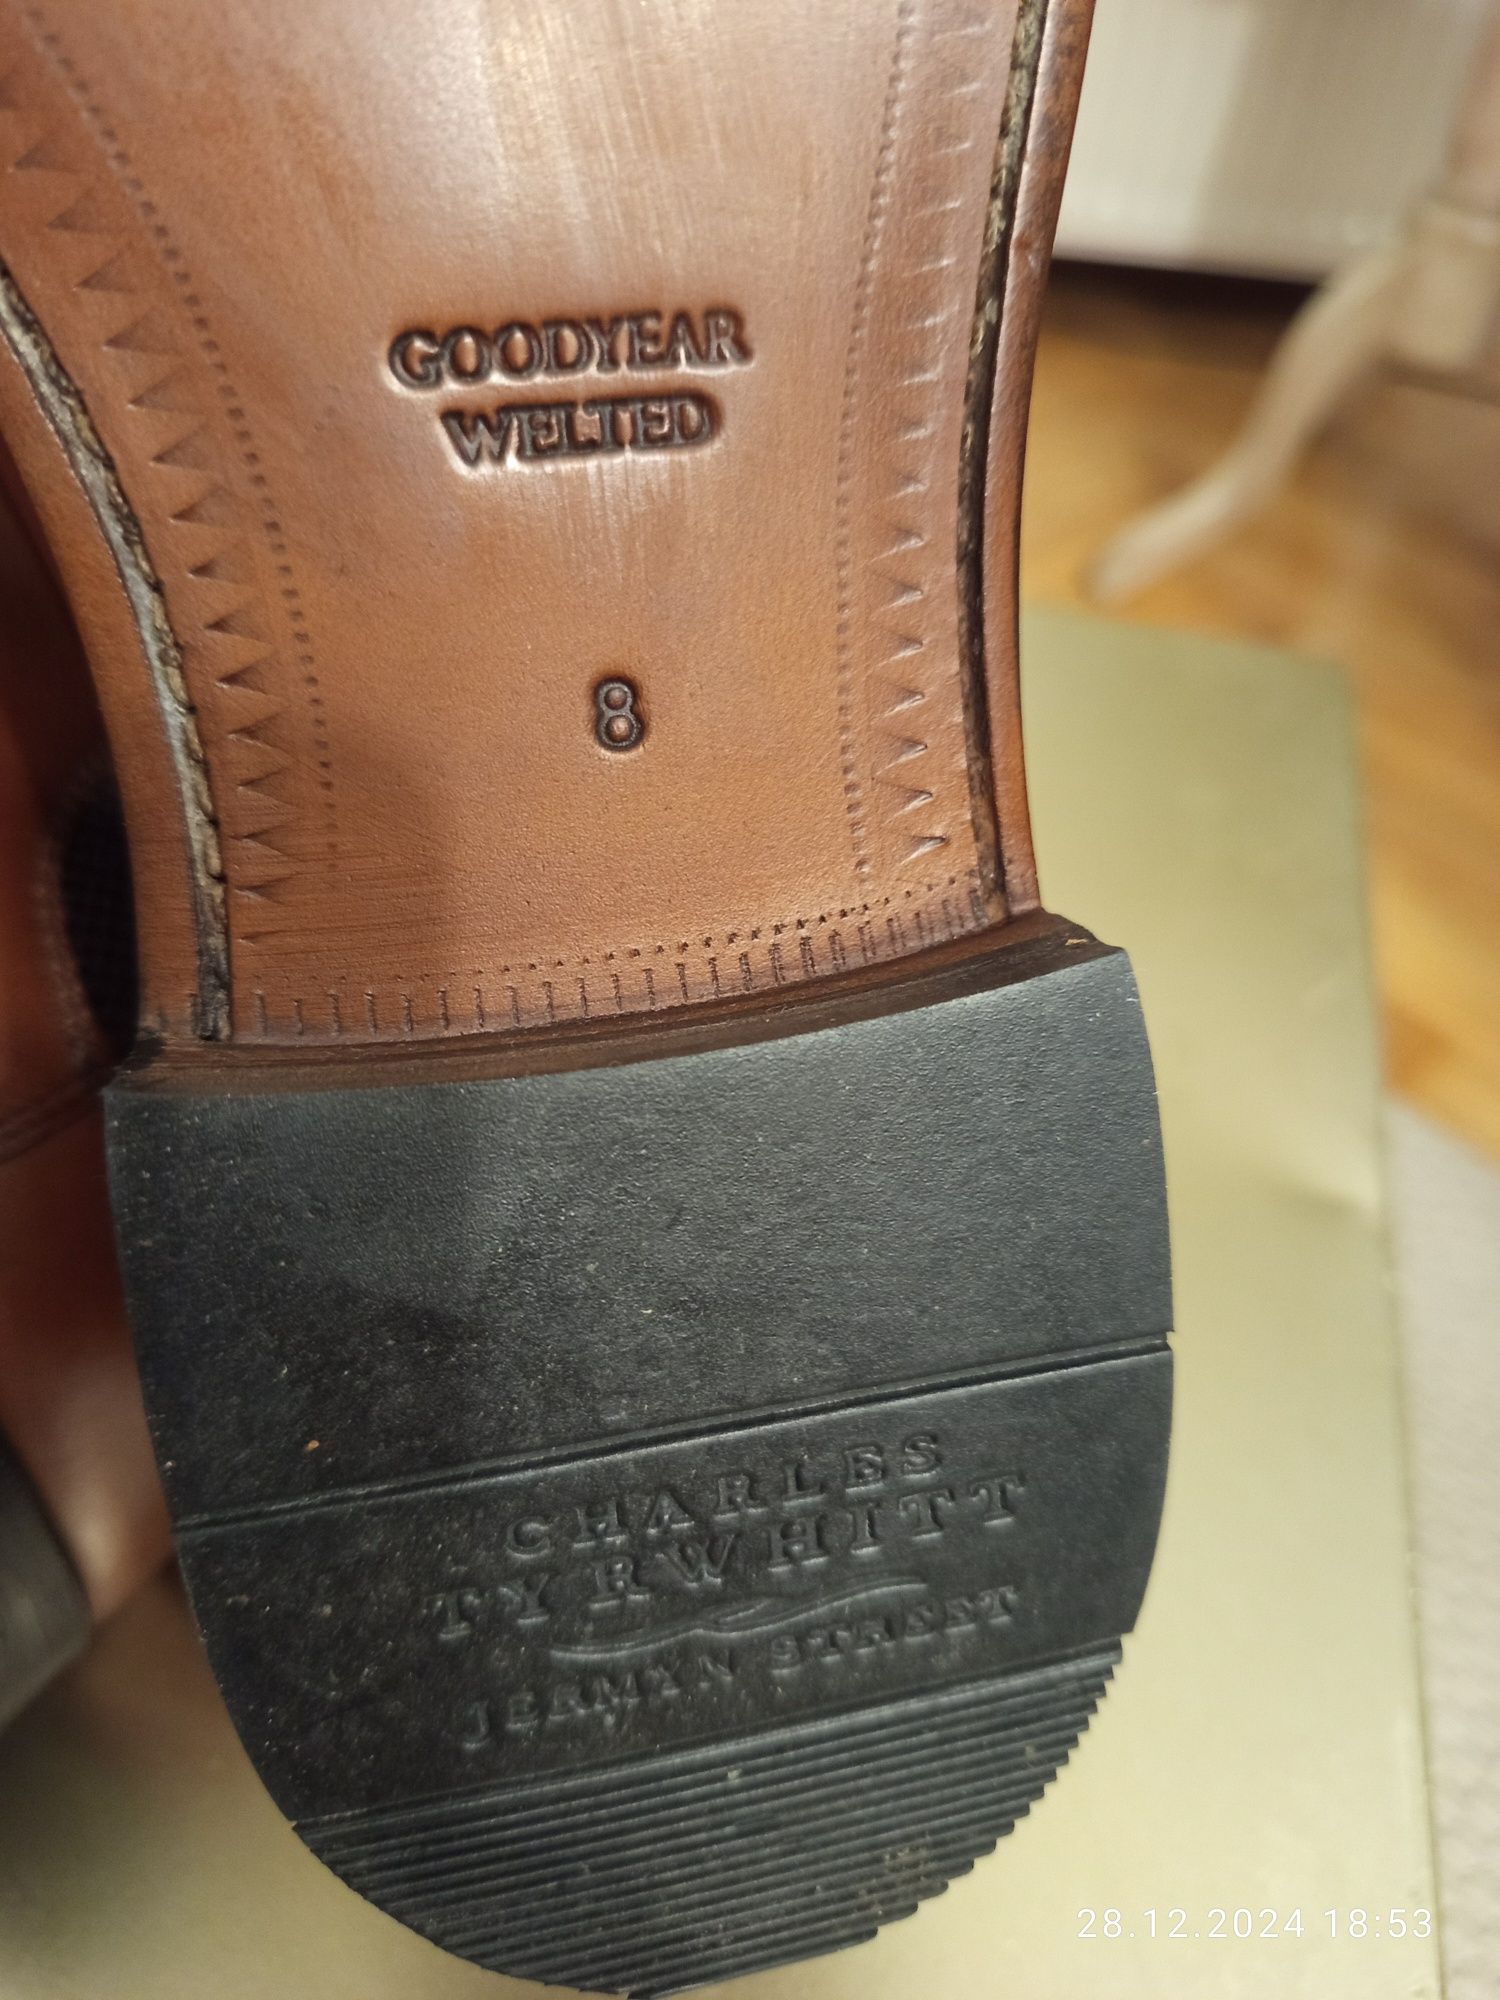 GOODYEAR
WELTED
8
CHARLES
TYRWHITT
JERMYN STREET
28.12.2024 18:53